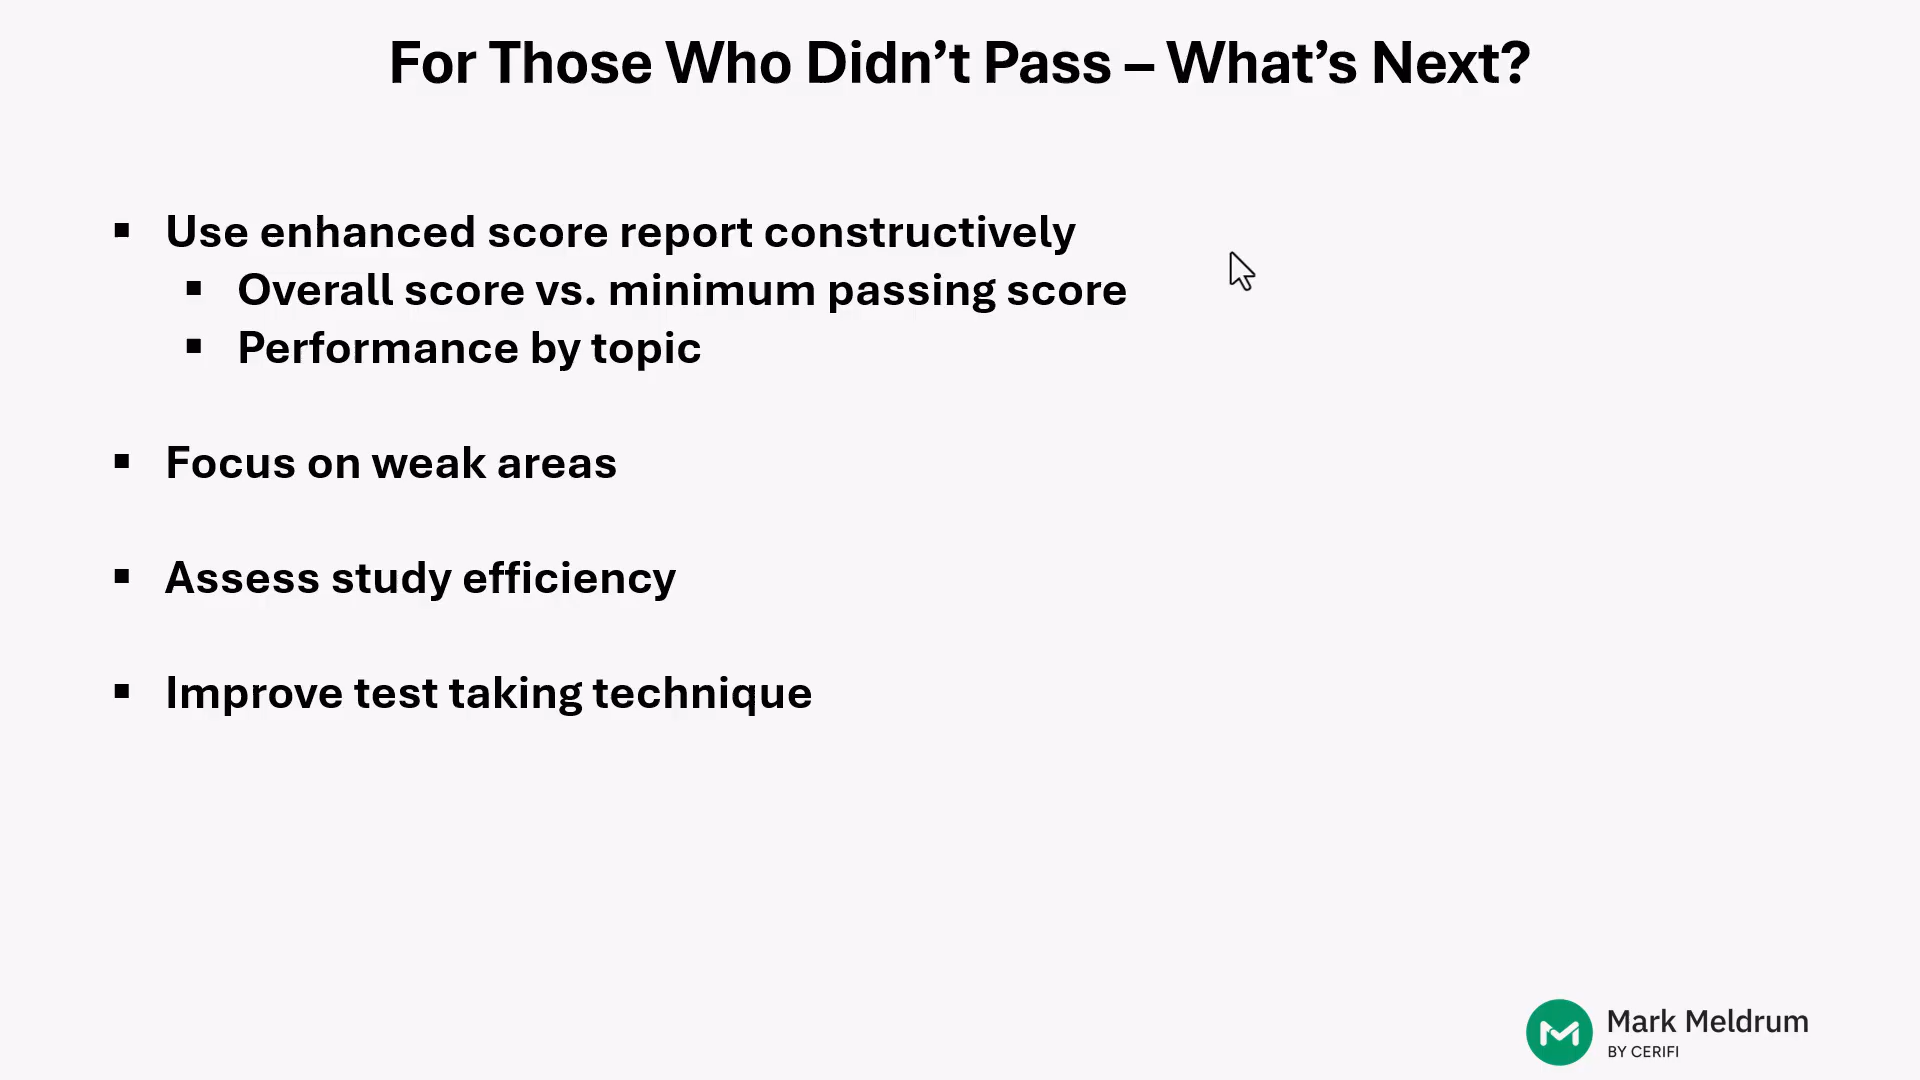 For Those Who Didn’t Pass – What’s Next?
▪ Use enhanced score report constructively
▪ Overall score vs. minimum passing score
▪ Performance by topic
▪ Focus on weak areas
▪ Assess study efficiency
▪ Improve test taking technique
Mark Meldrum
BY CERIFI